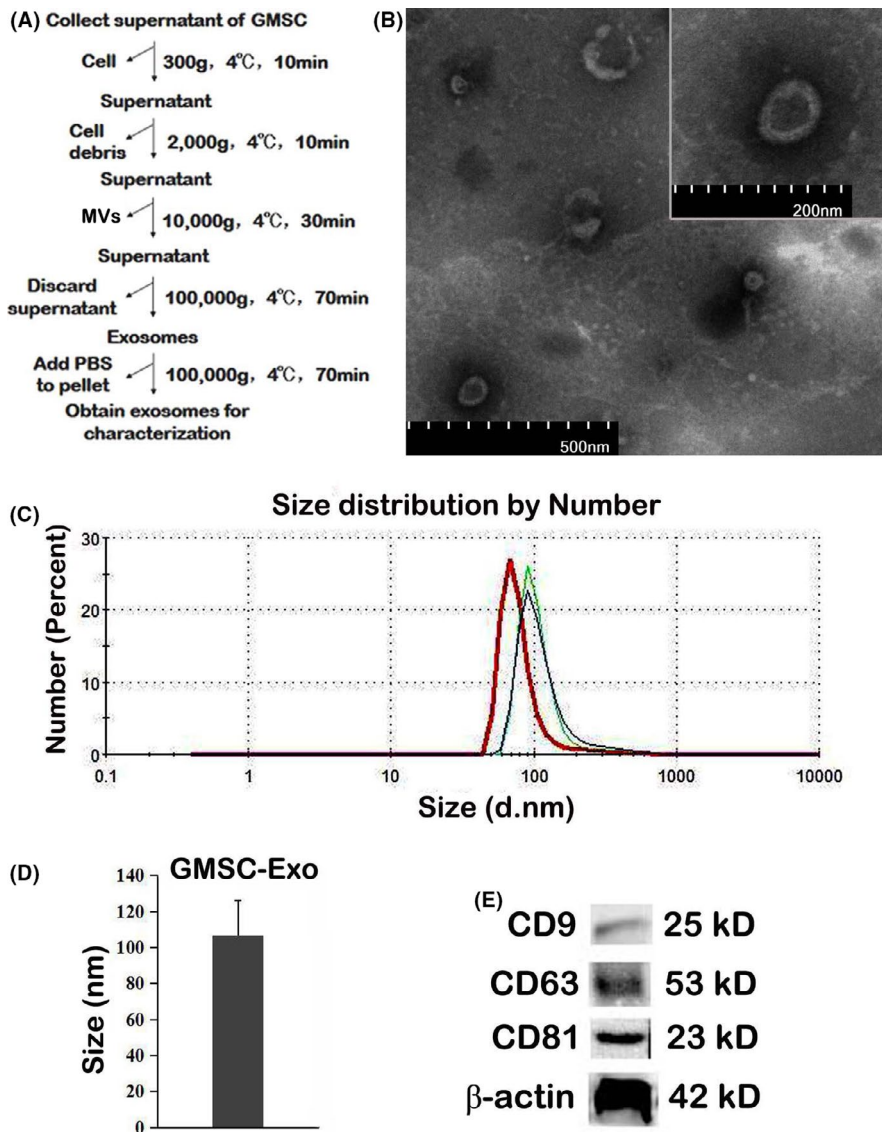 (A) Collect supernatant of GMSC
Cell 300g, 4℃, 10min
Supernatant
Cell
debris 2,000g, 4℃, 10min
Supernatant
MVs 10,000g, 4℃, 30min
Supernatant
Discard
supernatant 100,000g, 4℃, 70min
Exosomes
Add PBS
to pellet 100,000g, 4℃, 70min
Obtain exosomes for
characterization
(B)
200nm
500nm
(C)
Size distribution by Number
Number (Percent)
30
20
10
0
0.1 1 10 100 1000 10000
Size (d.nm)
(D)
GMSC-Exo
Size (nm)
140
120
100
80
60
40
20
0
(E)
CD9 25 kD
CD63 53 kD
CD81 23 kD
β-actin 42 kD